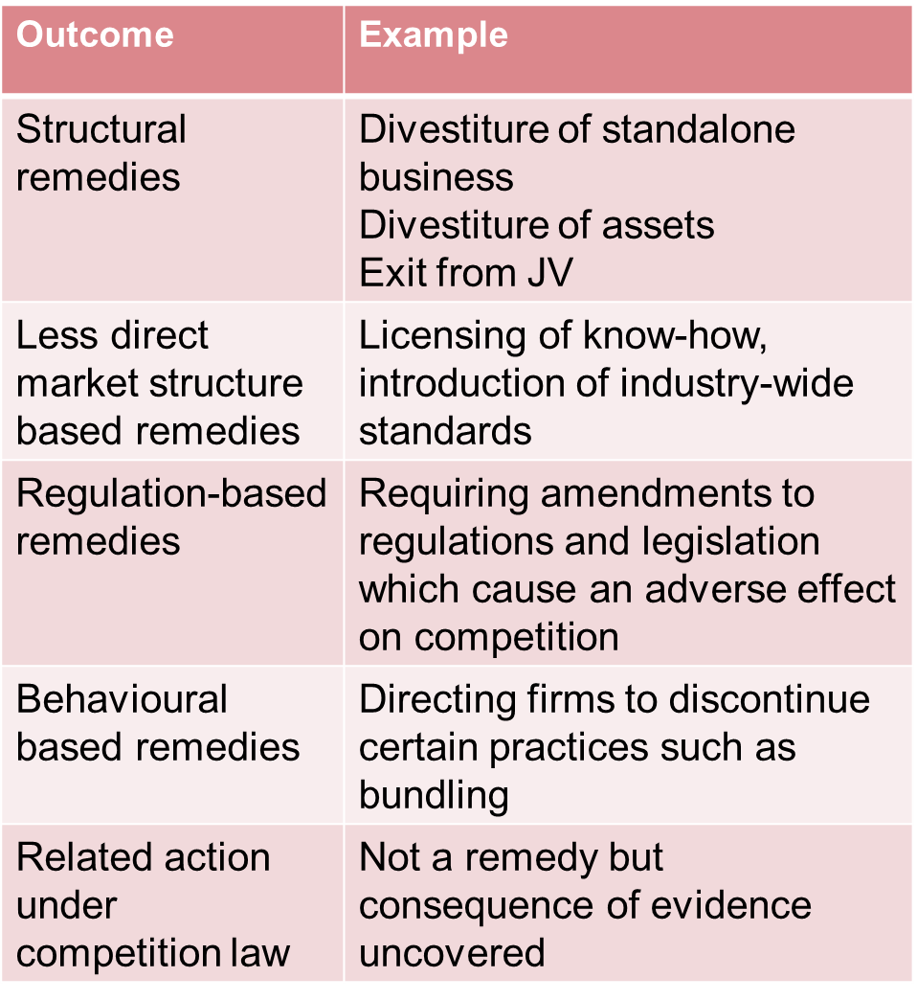 Outcome
Example
Structural
remedies
Divestiture of standalone
business
Divestiture of assets
Exit from JV
Less direct
market structure
based remedies
Licensing of know-how,
introduction of industry-wide
standards
Regulation-based
remedies
Requiring amendments to
regulations and legislation
which cause an adverse effect
on competition
Behavioural
based remedies
Directing firms to discontinue
certain practices such as
bundling
Related action
under
competition law
Not a remedy but
consequence of evidence
uncovered